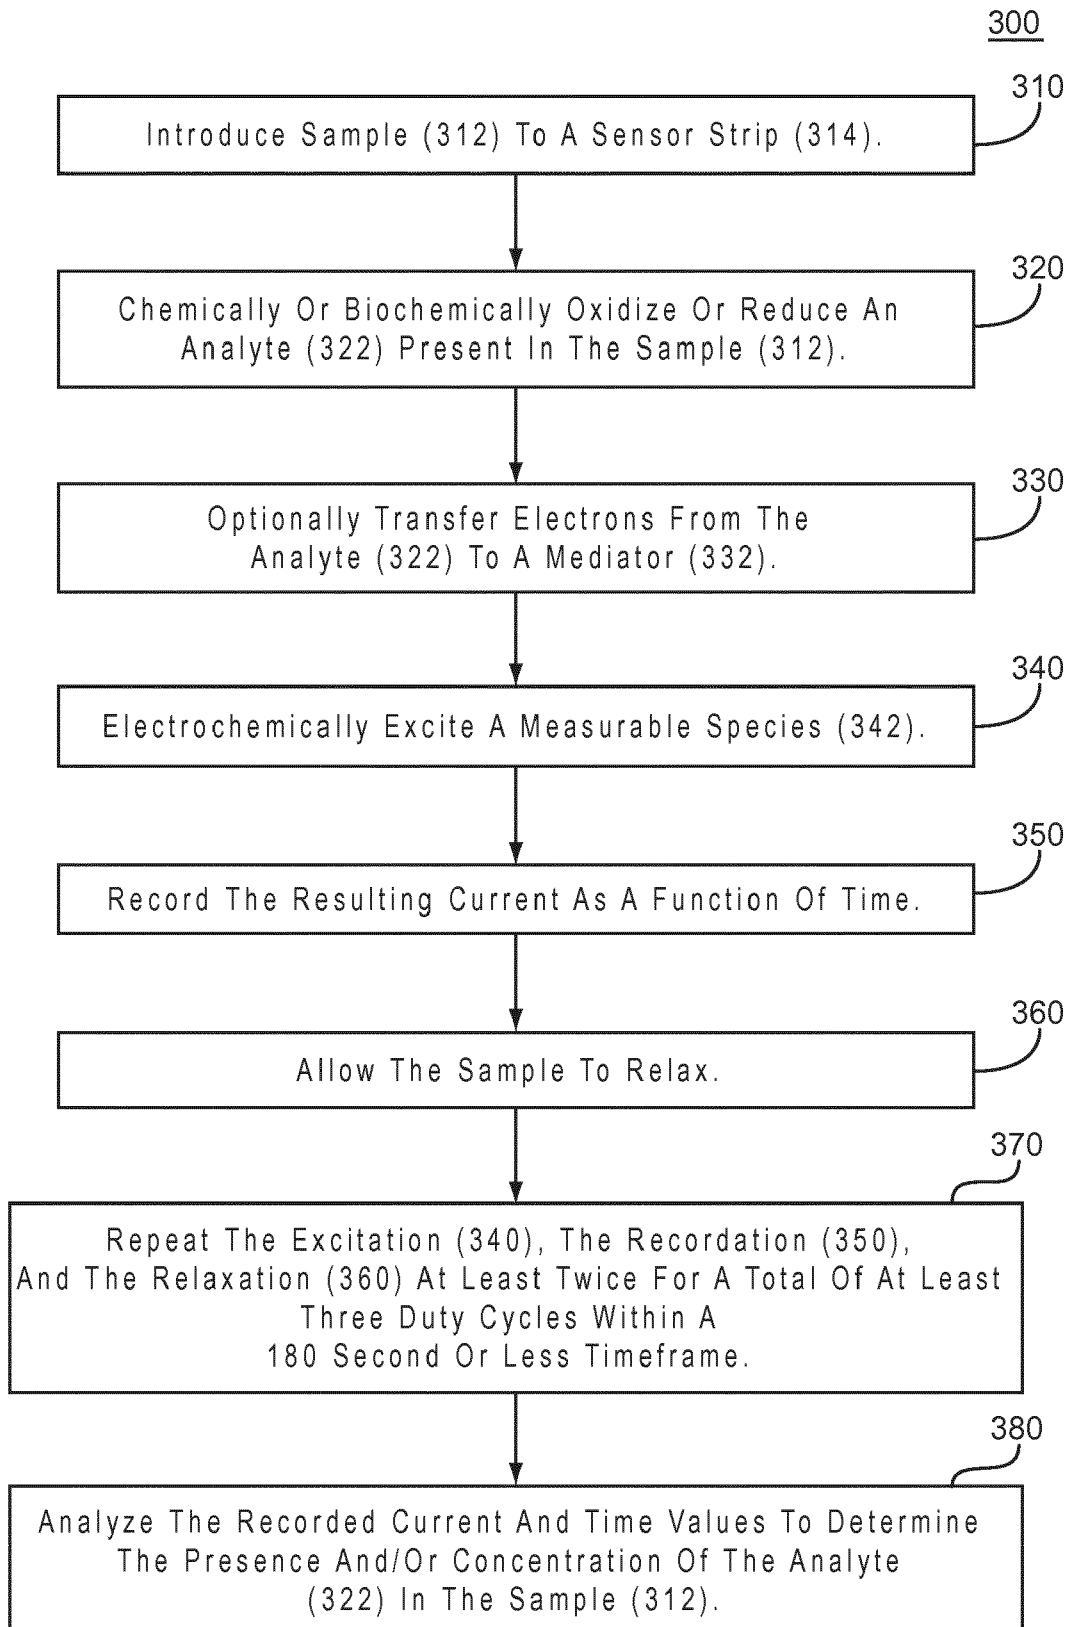 300
310
Introduce Sample (312) To A Sensor Strip (314).
320
Chemically Or Biochemically Oxidize Or Reduce An
Analyte (322) Present In The Sample (312).
330
Optionally Transfer Electrons From The
Analyte (322) To A Mediator (332).
340
Electrochemically Excite A Measurable Species (342).
350
Record The Resulting Current As A Function Of Time.
360
Allow The Sample To Relax.
370
Repeat The Excitation (340), The Recordation (350),
And The Relaxation (360) At Least Twice For A Total Of At Least
Three Duty Cycles Within A
180 Second Or Less Timeframe.
380
Analyze The Recorded Current And Time Values To Determine
The Presence And/Or Concentration Of The Analyte
(322) In The Sample (312).